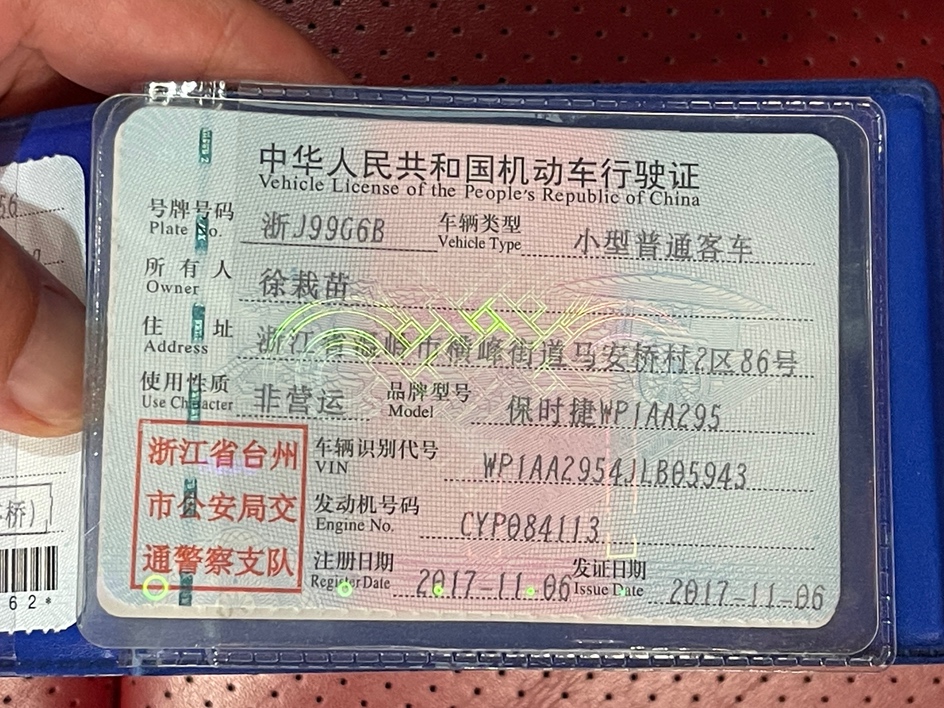 中华人民共和国机动车行驶证
Vehicle License of the People's Republic of China
号牌号码 浙J99G6B 车辆类型 小型普通客车
Plate No. Vehicle Type
所有人 徐栽苗
Owner
住址 浙江省温岭市横峰街道马安桥村2区86号
Address
使用性质 非营运 品牌型号 保时捷WP1AA295
Use Character Model
浙江省台州
市公安局交
通警察支队
车辆识别代号 WP1AA2954JLB05943
VIN
发动机号码 CYP084113
Engine No.
注册日期 2017-11-06 发证日期 2017-11-06
Register Date Issue Date
56
桥)
62*